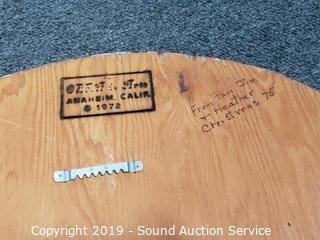 ANAHEIM, CALIF.
© 1972
From Pam, Jim
+ Heather
Christmas 75
Copyright 2019 - Sound Auction Service